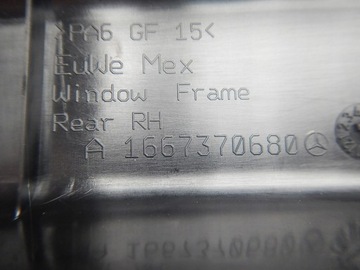 >PA6 GF 15<
EuWe Mex
Window Frame
Rear RH
A 1667370680